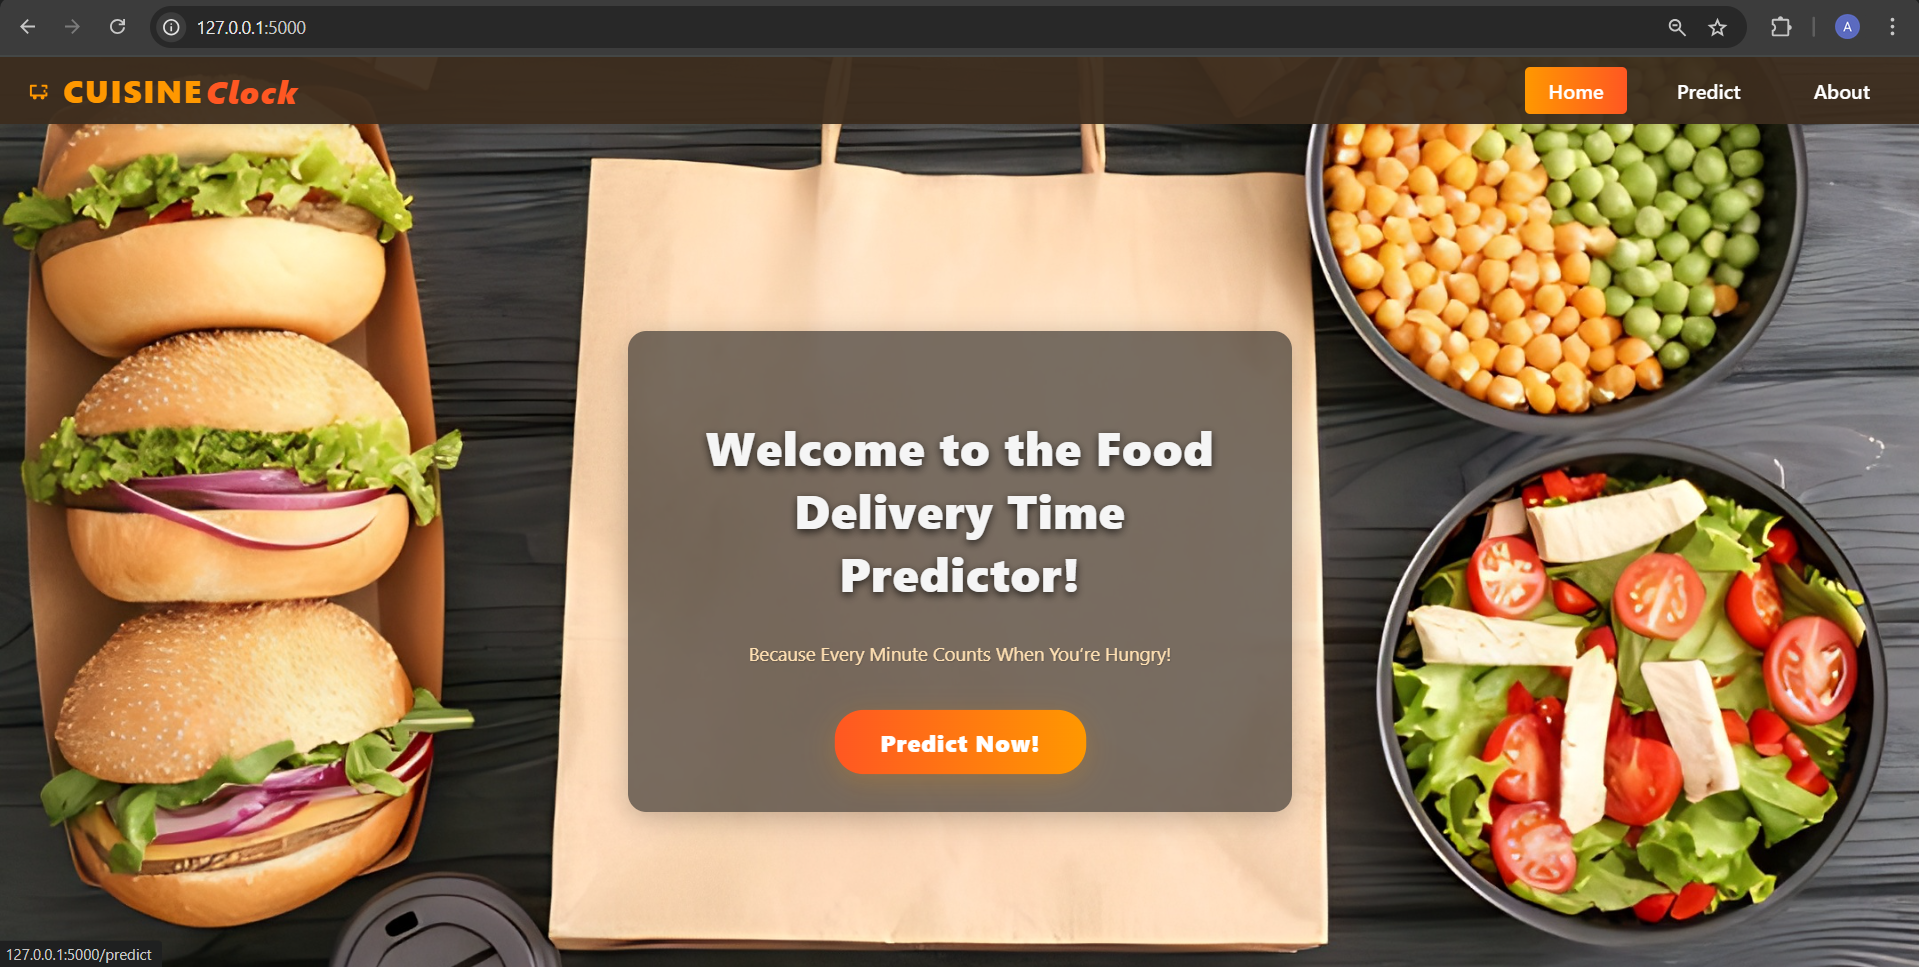 127.0.0.1:5000
A
CUISINE Clock
Home
Predict
About
Welcome to the Food
Delivery Time
Predictor!
Because Every Minute Counts When You’re Hungry!
Predict Now!
127.0.0.1:5000/predict